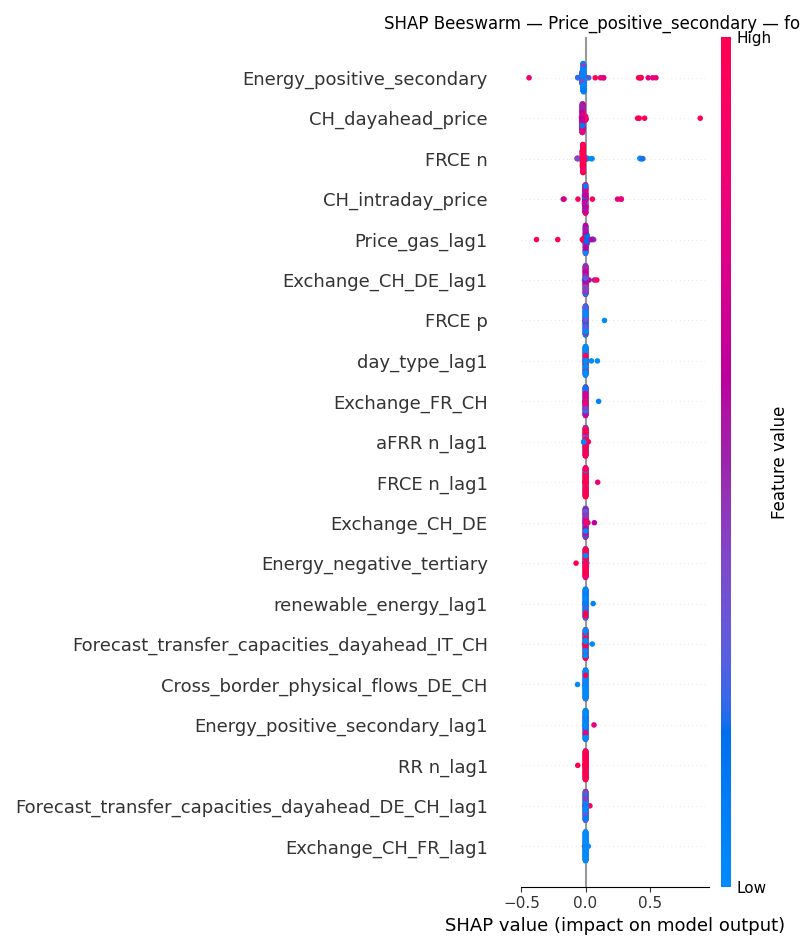 SHAP Beeswarm — Price_positive_secondary — fo
High
Energy_positive_secondary
CH_dayahead_price
FRCE n
CH_intraday_price
Price_gas_lag1
Exchange_CH_DE_lag1
FRCE p
day_type_lag1
Exchange_FR_CH
aFRR n_lag1
FRCE n_lag1
Exchange_CH_DE
Energy_negative_tertiary
renewable_energy_lag1
Forecast_transfer_capacities_dayahead_IT_CH
Cross_border_physical_flows_DE_CH
Energy_positive_secondary_lag1
RR n_lag1
Forecast_transfer_capacities_dayahead_DE_CH_lag1
Exchange_CH_FR_lag1
Feature value
Low
−0.5 0.0 0.5
SHAP value (impact on model output)